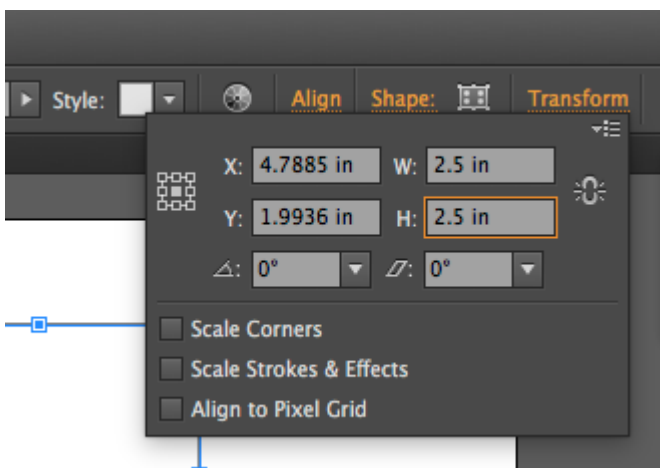 Style: Align Shape: Transform
X: 4.7885 in W: 2.5 in
Y: 1.9936 in H: 2.5 in
0° 0°
Scale Corners
Scale Strokes & Effects
Align to Pixel Grid